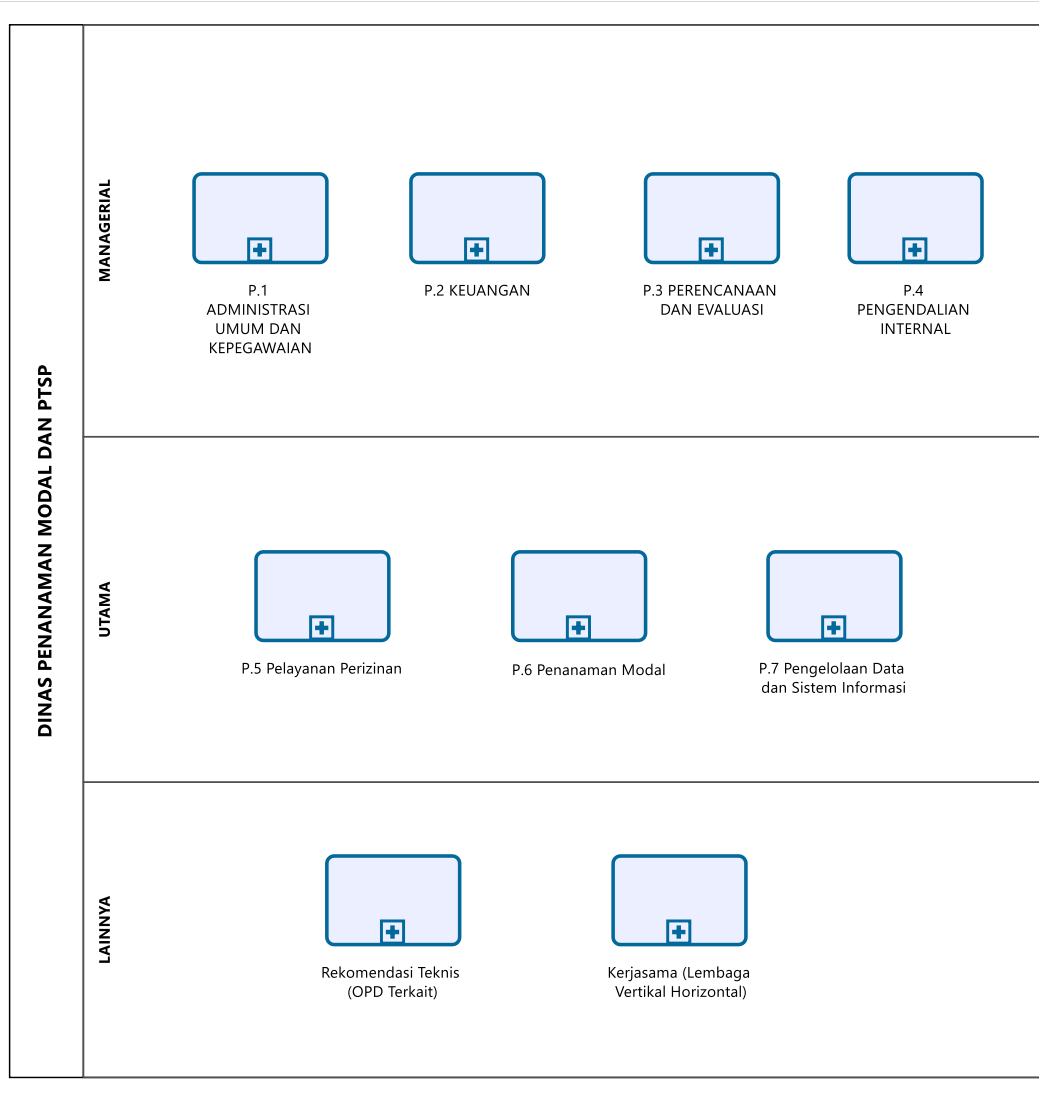 DINAS PENANAMAN MODAL DAN PTSP
MANAGERIAL
P.1
ADMINISTRASI
UMUM DAN
KEPEGAWAIAN
P.2 KEUANGAN
P.3 PERENCANAAN
DAN EVALUASI
P.4
PENGENDALIAN
INTERNAL
UTAMA
P.5 Pelayanan Perizinan
P.6 Penanaman Modal
P.7 Pengelolaan Data
dan Sistem Informasi
LAINNYA
Rekomendasi Teknis
(OPD Terkait)
Kerjasama (Lembaga
Vertikal Horizontal)